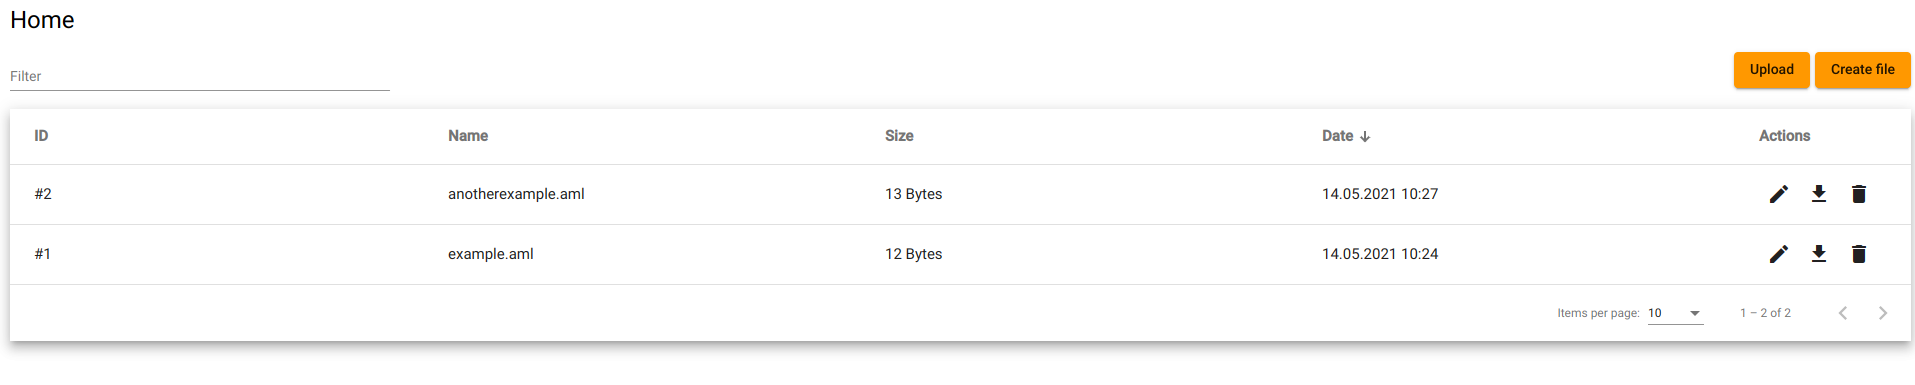 Home
Filter
Upload Create file
ID Name Size Date Actions
#2 anotherexample.aml 13 Bytes 14.05.2021 10:27
#1 example.aml 12 Bytes 14.05.2021 10:24
Items per page: 10 1 – 2 of 2